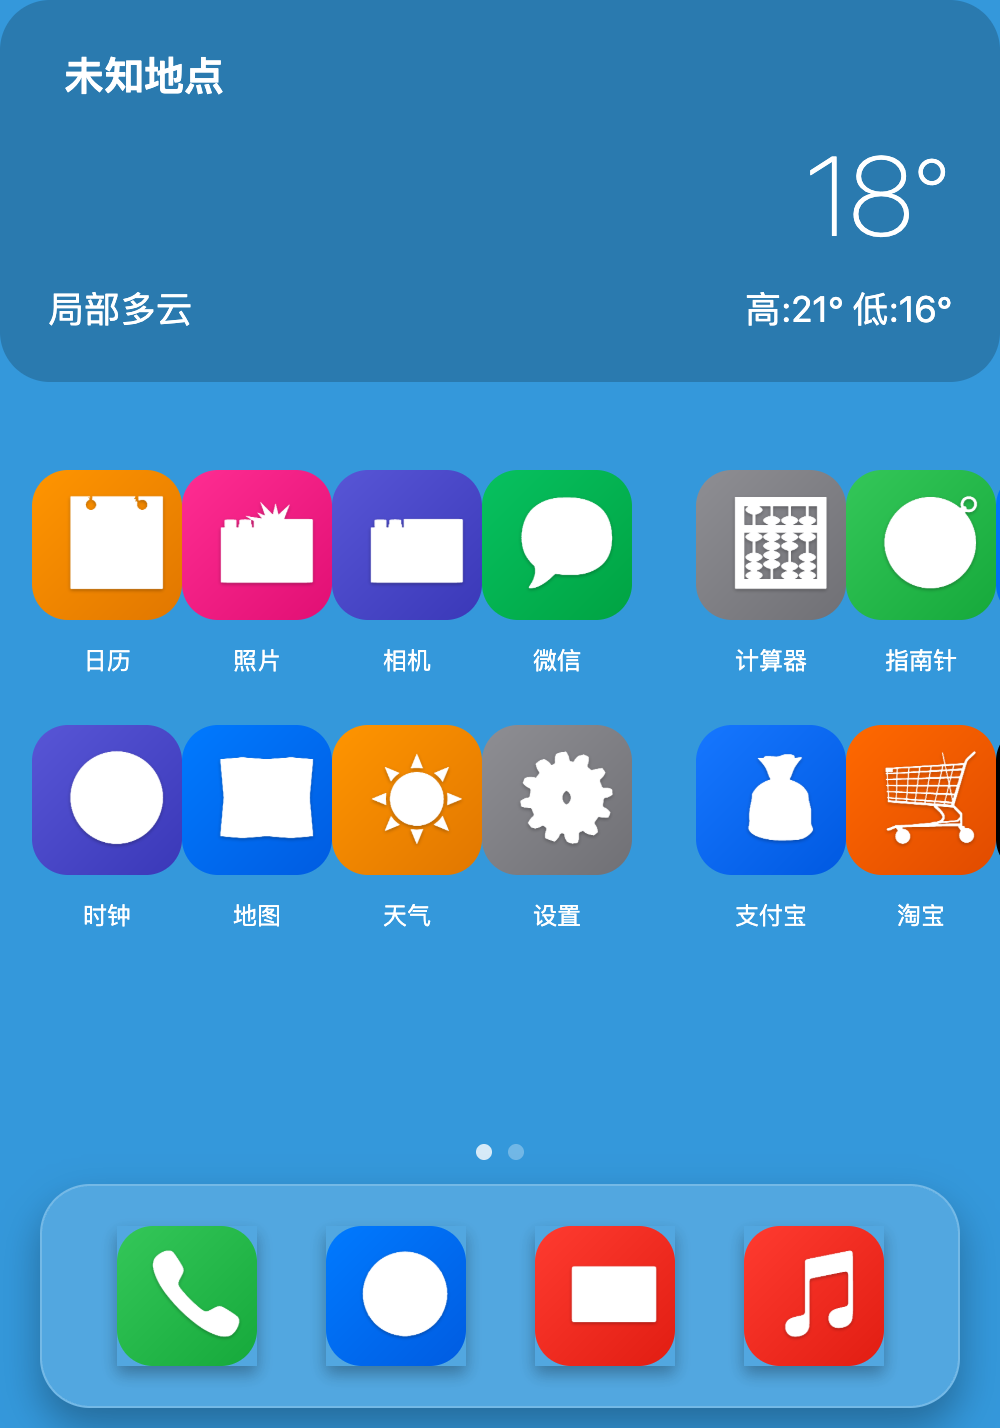 未知地点
18°
局部多云 高:21° 低:16°
日历 照片 相机 微信 计算器 指南针
时钟 地图 天气 设置 支付宝 淘宝